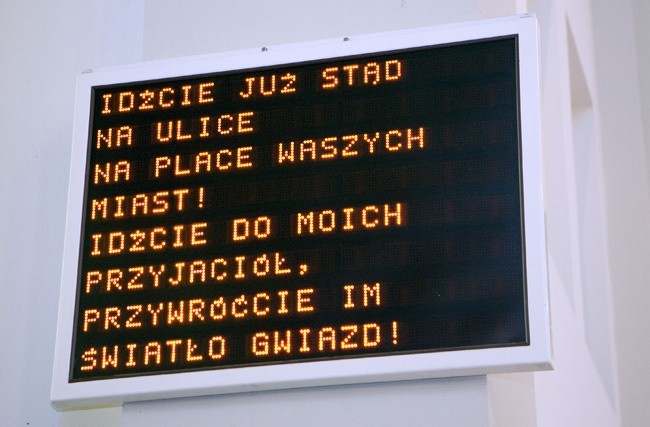 IDŹCIE JUŻ STĄD
NA ULICE
NA PLACE WASZYCH
MIAST!
IDŹCIE DO MOICH
PRZYJACIÓŁ,
PRZYWRÓĆCIE IM
ŚWIATŁO GWIAZD!